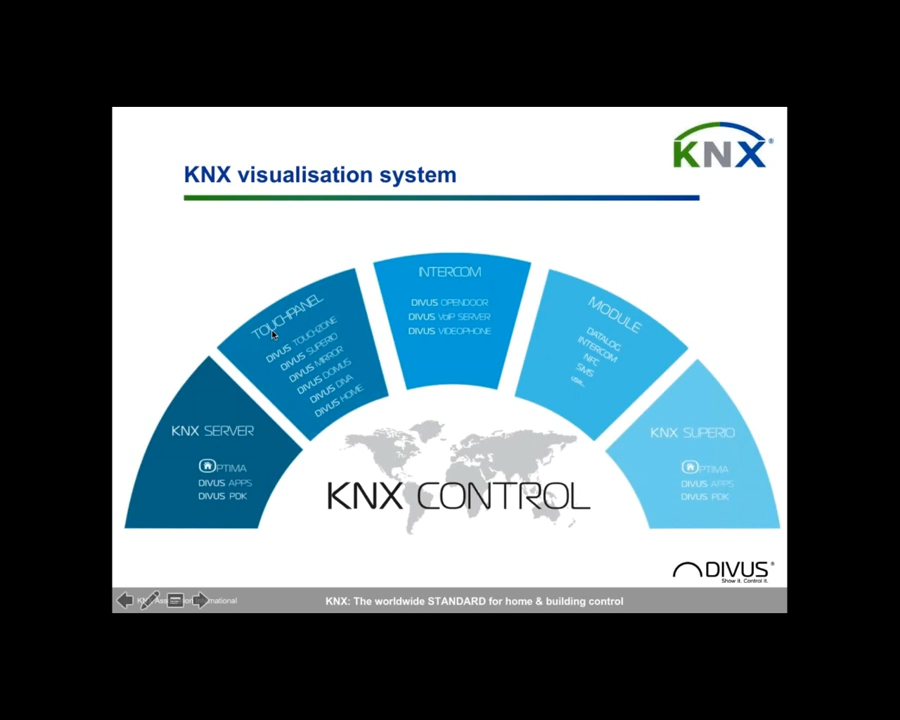 KNX®
KNX visualisation system
KNX SERVER
OPTIMA
DIVUS APPS
DIVUS PDK
TOUCHPANEL
DIVUS TOUCHZONE
DIVUS SUPERIO
DIVUS MIRROR
DIVUS DOMUS
DIVUS DIVA
DIVUS HOME
INTERCOM
DIVUS OPENDOOR
DIVUS VoIP SERVER
DIVUS VIDEOPHONE
MODULE
DATALOG
INTERCOM
NFC
SMS
KNX SUPERIO
OPTIMA
DIVUS APPS
DIVUS PDK
KNX CONTROL
DIVUS®
Show it. Control it.
KNX: The worldwide STANDARD for home & building control